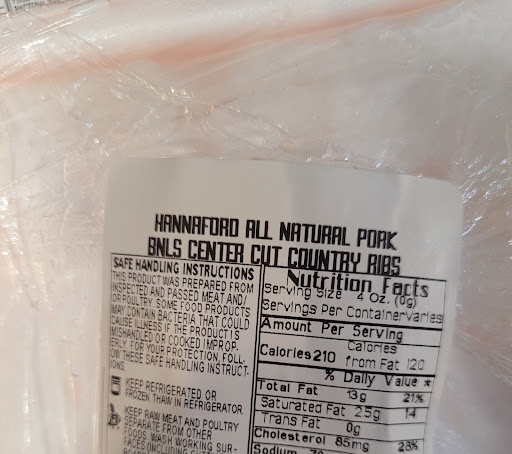 HANNAFORD ALL NATURAL PORK
BNLS CENTER CUT COUNTRY RIBS
SAFE HANDLING INSTRUCTIONS
THIS PRODUCT WAS PREPARED FROM
INSPECTED AND PASSED MEAT AND/
OR POULTRY. SOME FOOD PRODUCTS
MAY CONTAIN BACTERIA THAT COULD
CAUSE ILLNESS IF THE PRODUCT IS
MISHANDLED OR COOKED IMPROP-
ERLY. FOR YOUR PROTECTION, FOLL-
OW THESE SAFE HANDLING INSTRUCT-
IONS
KEEP REFRIGERATED OR
FROZEN THAW IN REFRIGERATOR.
KEEP RAW MEAT AND POULTRY
SEPARATE FROM OTHER
FOODS. WASH WORKING SUR-
FACES (INCLUDING
Nutrition Facts
Serving Size 4 Oz. (0g)
Servings Per Container varies
Amount Per Serving
Calories 210 Calories from Fat 120
% Daily Value *
Total Fat 13g 21%
Saturated Fat 2.5g 14
Trans Fat 0g
Cholesterol 85mg 28%
Sodium